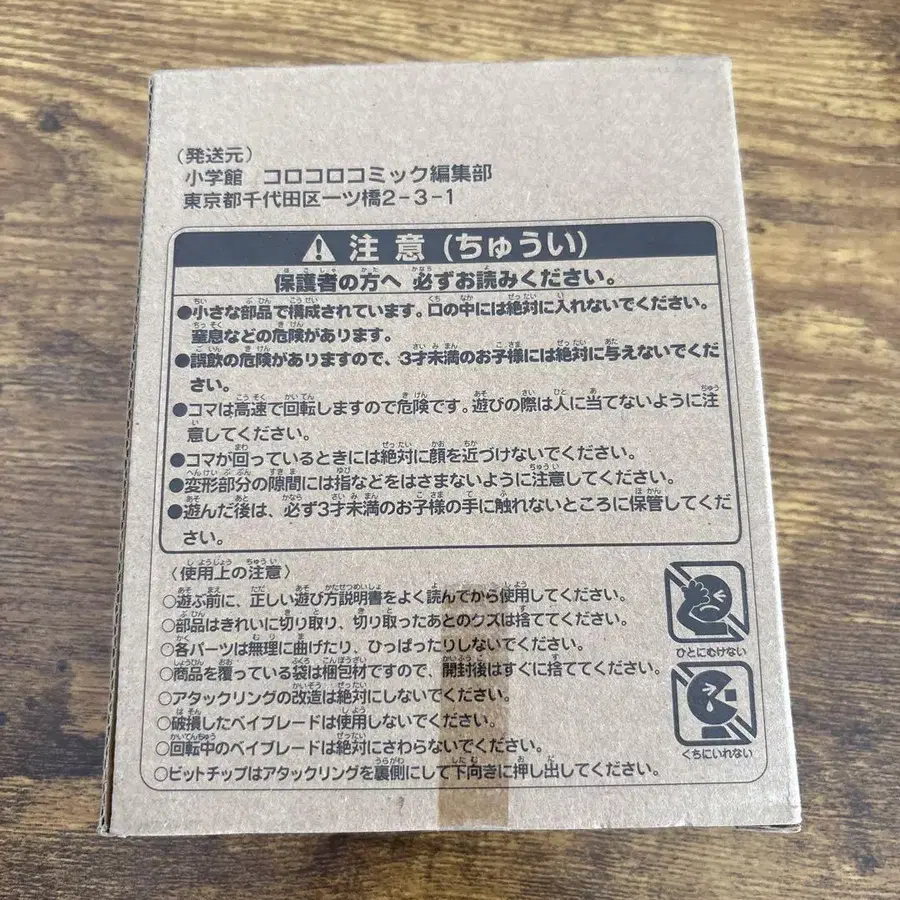 (発送元)
小学館 コロコロコミック編集部
東京都千代田区一ツ橋2-3-1
注意(ちゅうい)
保護者の方へ 必ずお読みください。
●小さな部品で構成されています。口の中には絶対に入れないでください。
窒息などの危険があります。
●誤飲の危険がありますので、3才未満のお子様には絶対に与えないでくだ
さい。
●コマは高速で回転しますので危険です。遊びの際は人に当てないように注
意してください。
●コマが回っているときには絶対に顔を近づけないでください。
●変形部分の隙間には指などをはさまないように注意してください。
●遊んだ後は、必ず3才未満のお子様の手に触れないところに保管してくだ
さい。
〈使用上の注意〉
○遊ぶ前に、正しい遊び方説明書をよく読んでから使用してください。
○部品はきれいに切り取り、切り取ったあとのクズは捨ててください。
○各パーツは無理に曲げたり、ひっぱったりしないでください。
○商品を覆っている袋は梱包材ですので、開封後はすぐに捨ててください。
○アタックリングの改造は絶対にしないでください。
○破損したベイブレードは使用しないでください。
○回転中のベイブレードは絶対にさわらないでください。
○ビットチップはアタックリングを裏側にして下向きに押し出してください。
ひとにむけない
くちにいれない